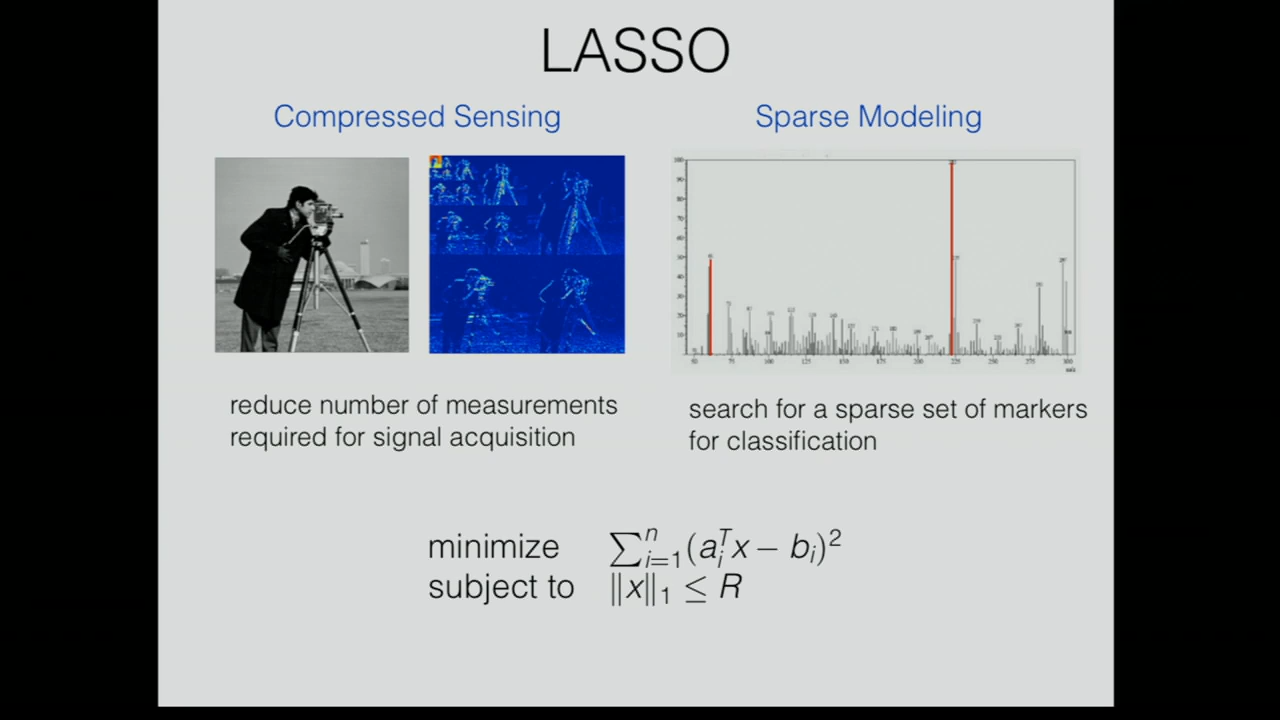 LASSO
Compressed Sensing
Sparse Modeling
reduce number of measurements
required for signal acquisition
search for a sparse set of markers
for classification
minimize ∑ⁿᵢ₌₁(aᵢᵀx − bᵢ)²
subject to ‖x‖₁ ≤ R